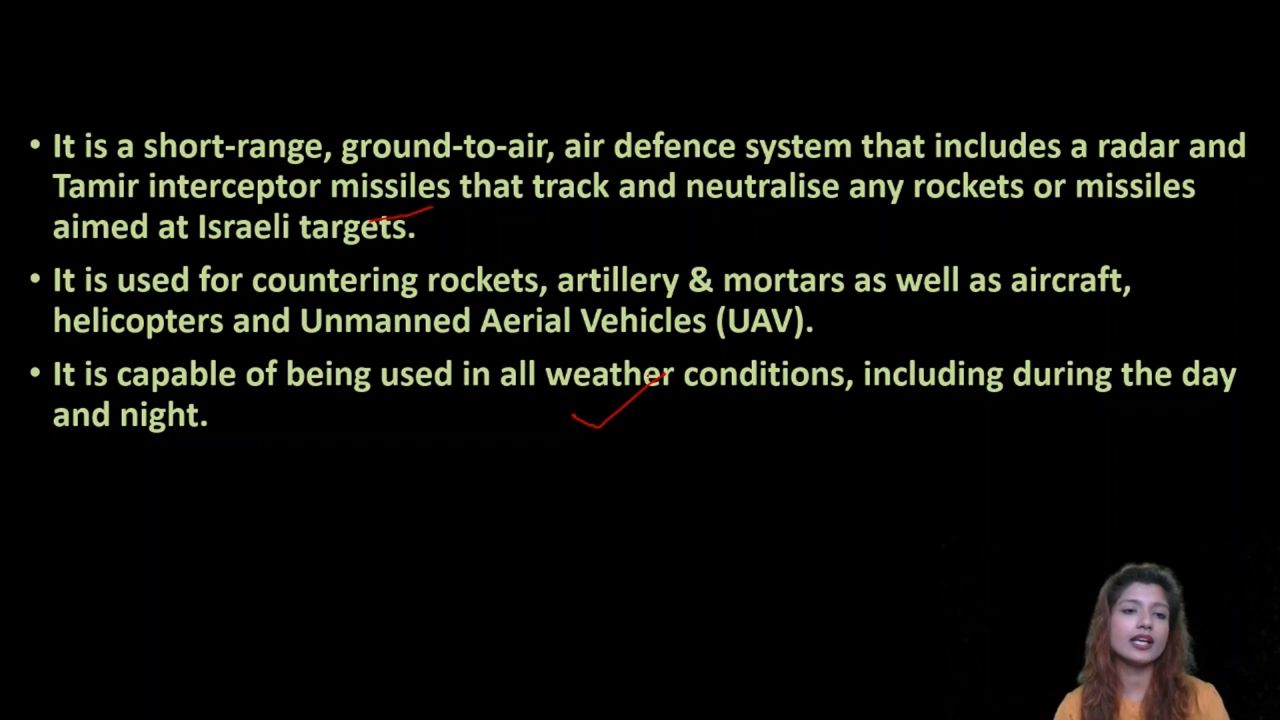 • It is a short-range, ground-to-air, air defence system that includes a radar and
Tamir interceptor missiles that track and neutralise any rockets or missiles
aimed at Israeli targets.
• It is used for countering rockets, artillery & mortars as well as aircraft,
helicopters and Unmanned Aerial Vehicles (UAV).
• It is capable of being used in all weather conditions, including during the day
and night.